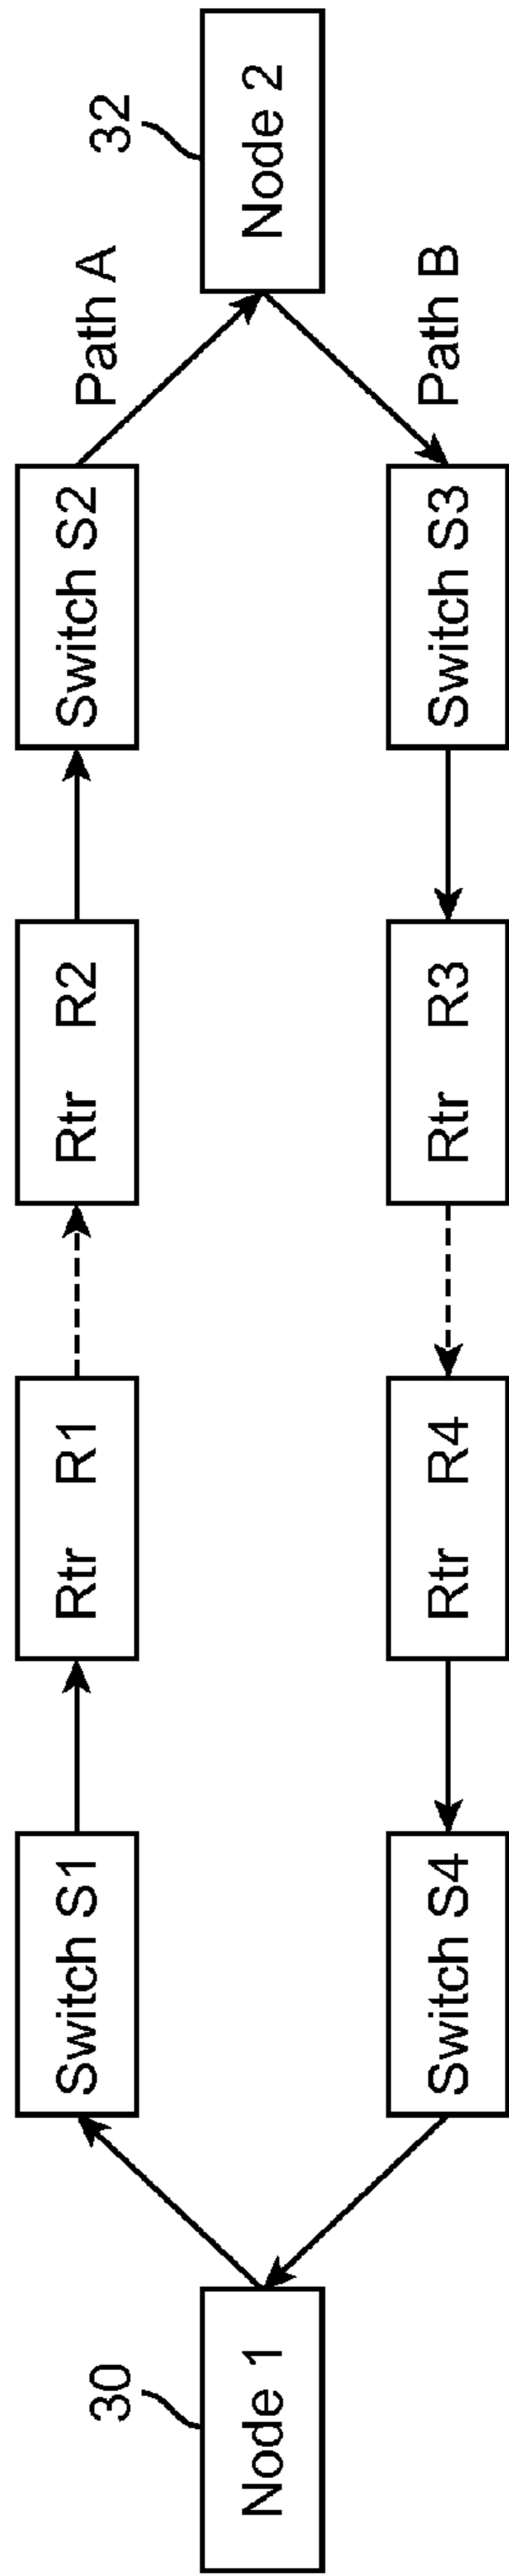 32
Path A
Switch S1
Rtr R1
Rtr R2
Switch S2
30
Node 1
Node 2
Switch S4
Rtr R4
Rtr R3
Switch S3
Path B